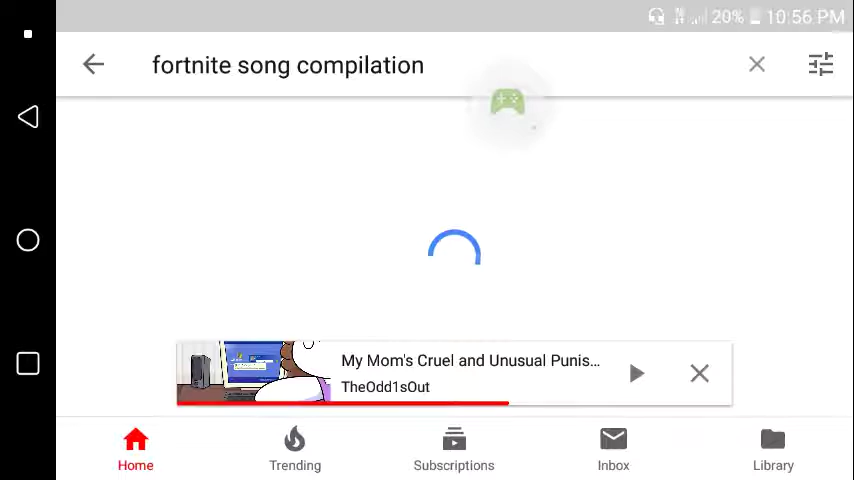 20% 10:56 PM
fortnite song compilation
My Mom's Cruel and Unusual Punis...
TheOdd1sOut
Home Trending Subscriptions Inbox Library